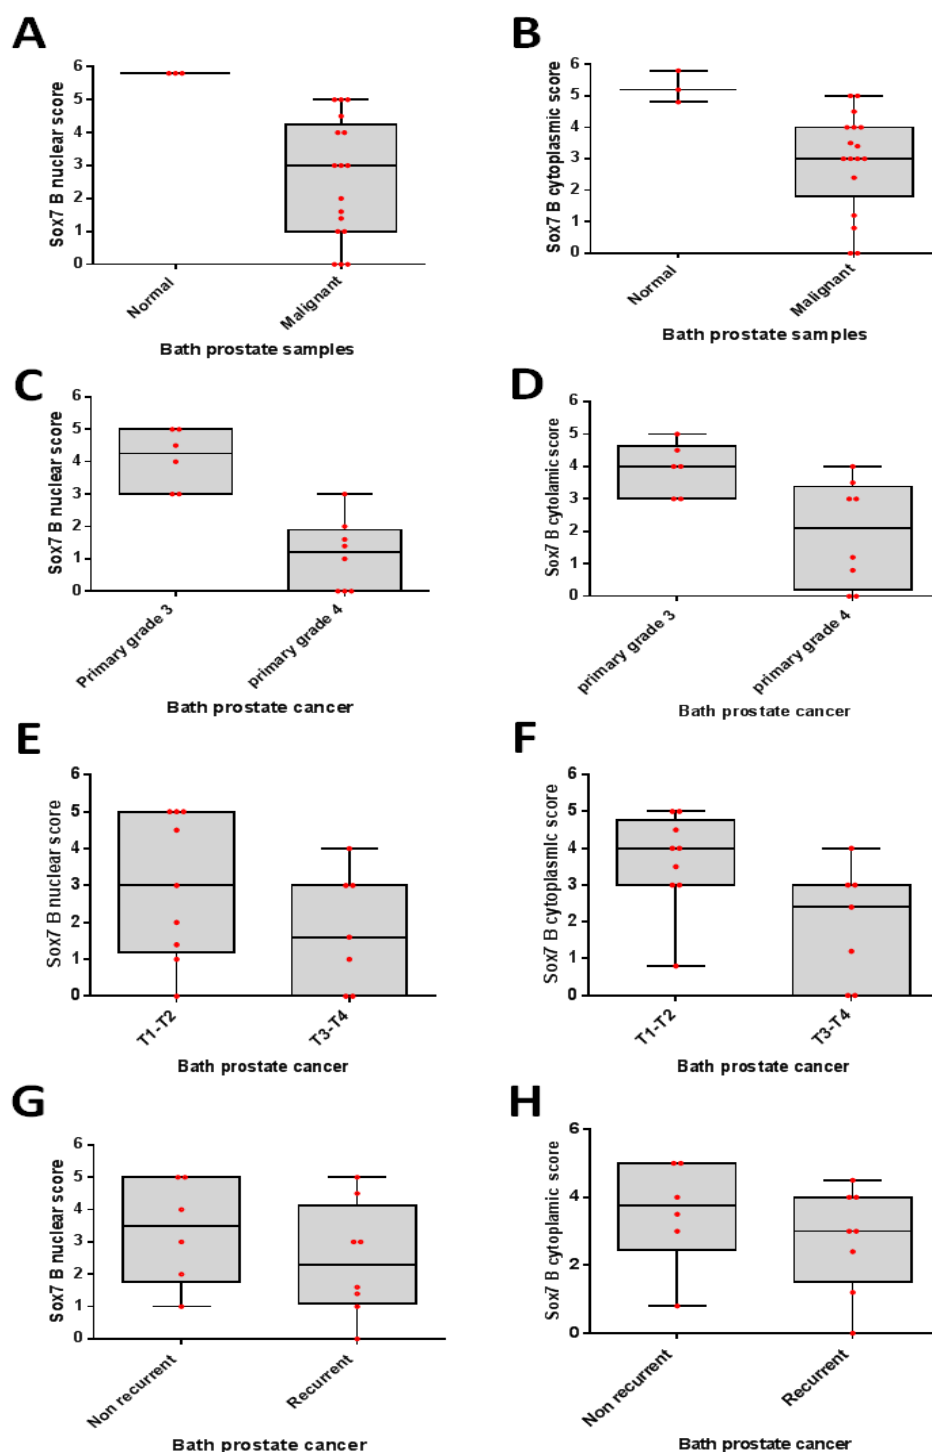 A
Sox7 B nuclear score
6
5
4
3
2
1
0
Normal
Malignant
Bath prostate samples
B
Sox7 B cytoplasmic score
6
5
4
3
2
1
0
Normal
Malignant
Bath prostate samples
C
Sox7 B nuclear score
6
5
4
3
2
1
0
Primary grade 3
primary grade 4
Bath prostate cancer
D
Sox7 B cytolamic score
6
5
4
3
2
1
0
primary grade 3
primary grade 4
Bath prostate cancer
E
Sox7 B nuclear score
6
5
4
3
2
1
0
T1-T2
T3-T4
Bath prostate cancer
F
Sox7 B cytoplasmic score
6
5
4
3
2
1
0
T1-T2
T3-T4
Bath prostate cancer
G
Sox7 B nuclear score
6
5
4
3
2
1
0
Non recurrent
Recurrent
Bath prostate cancer
H
Sox7 B cytoplamic score
6
4
2
0
Non recurrent
Recurrent
Bath prostate cancer